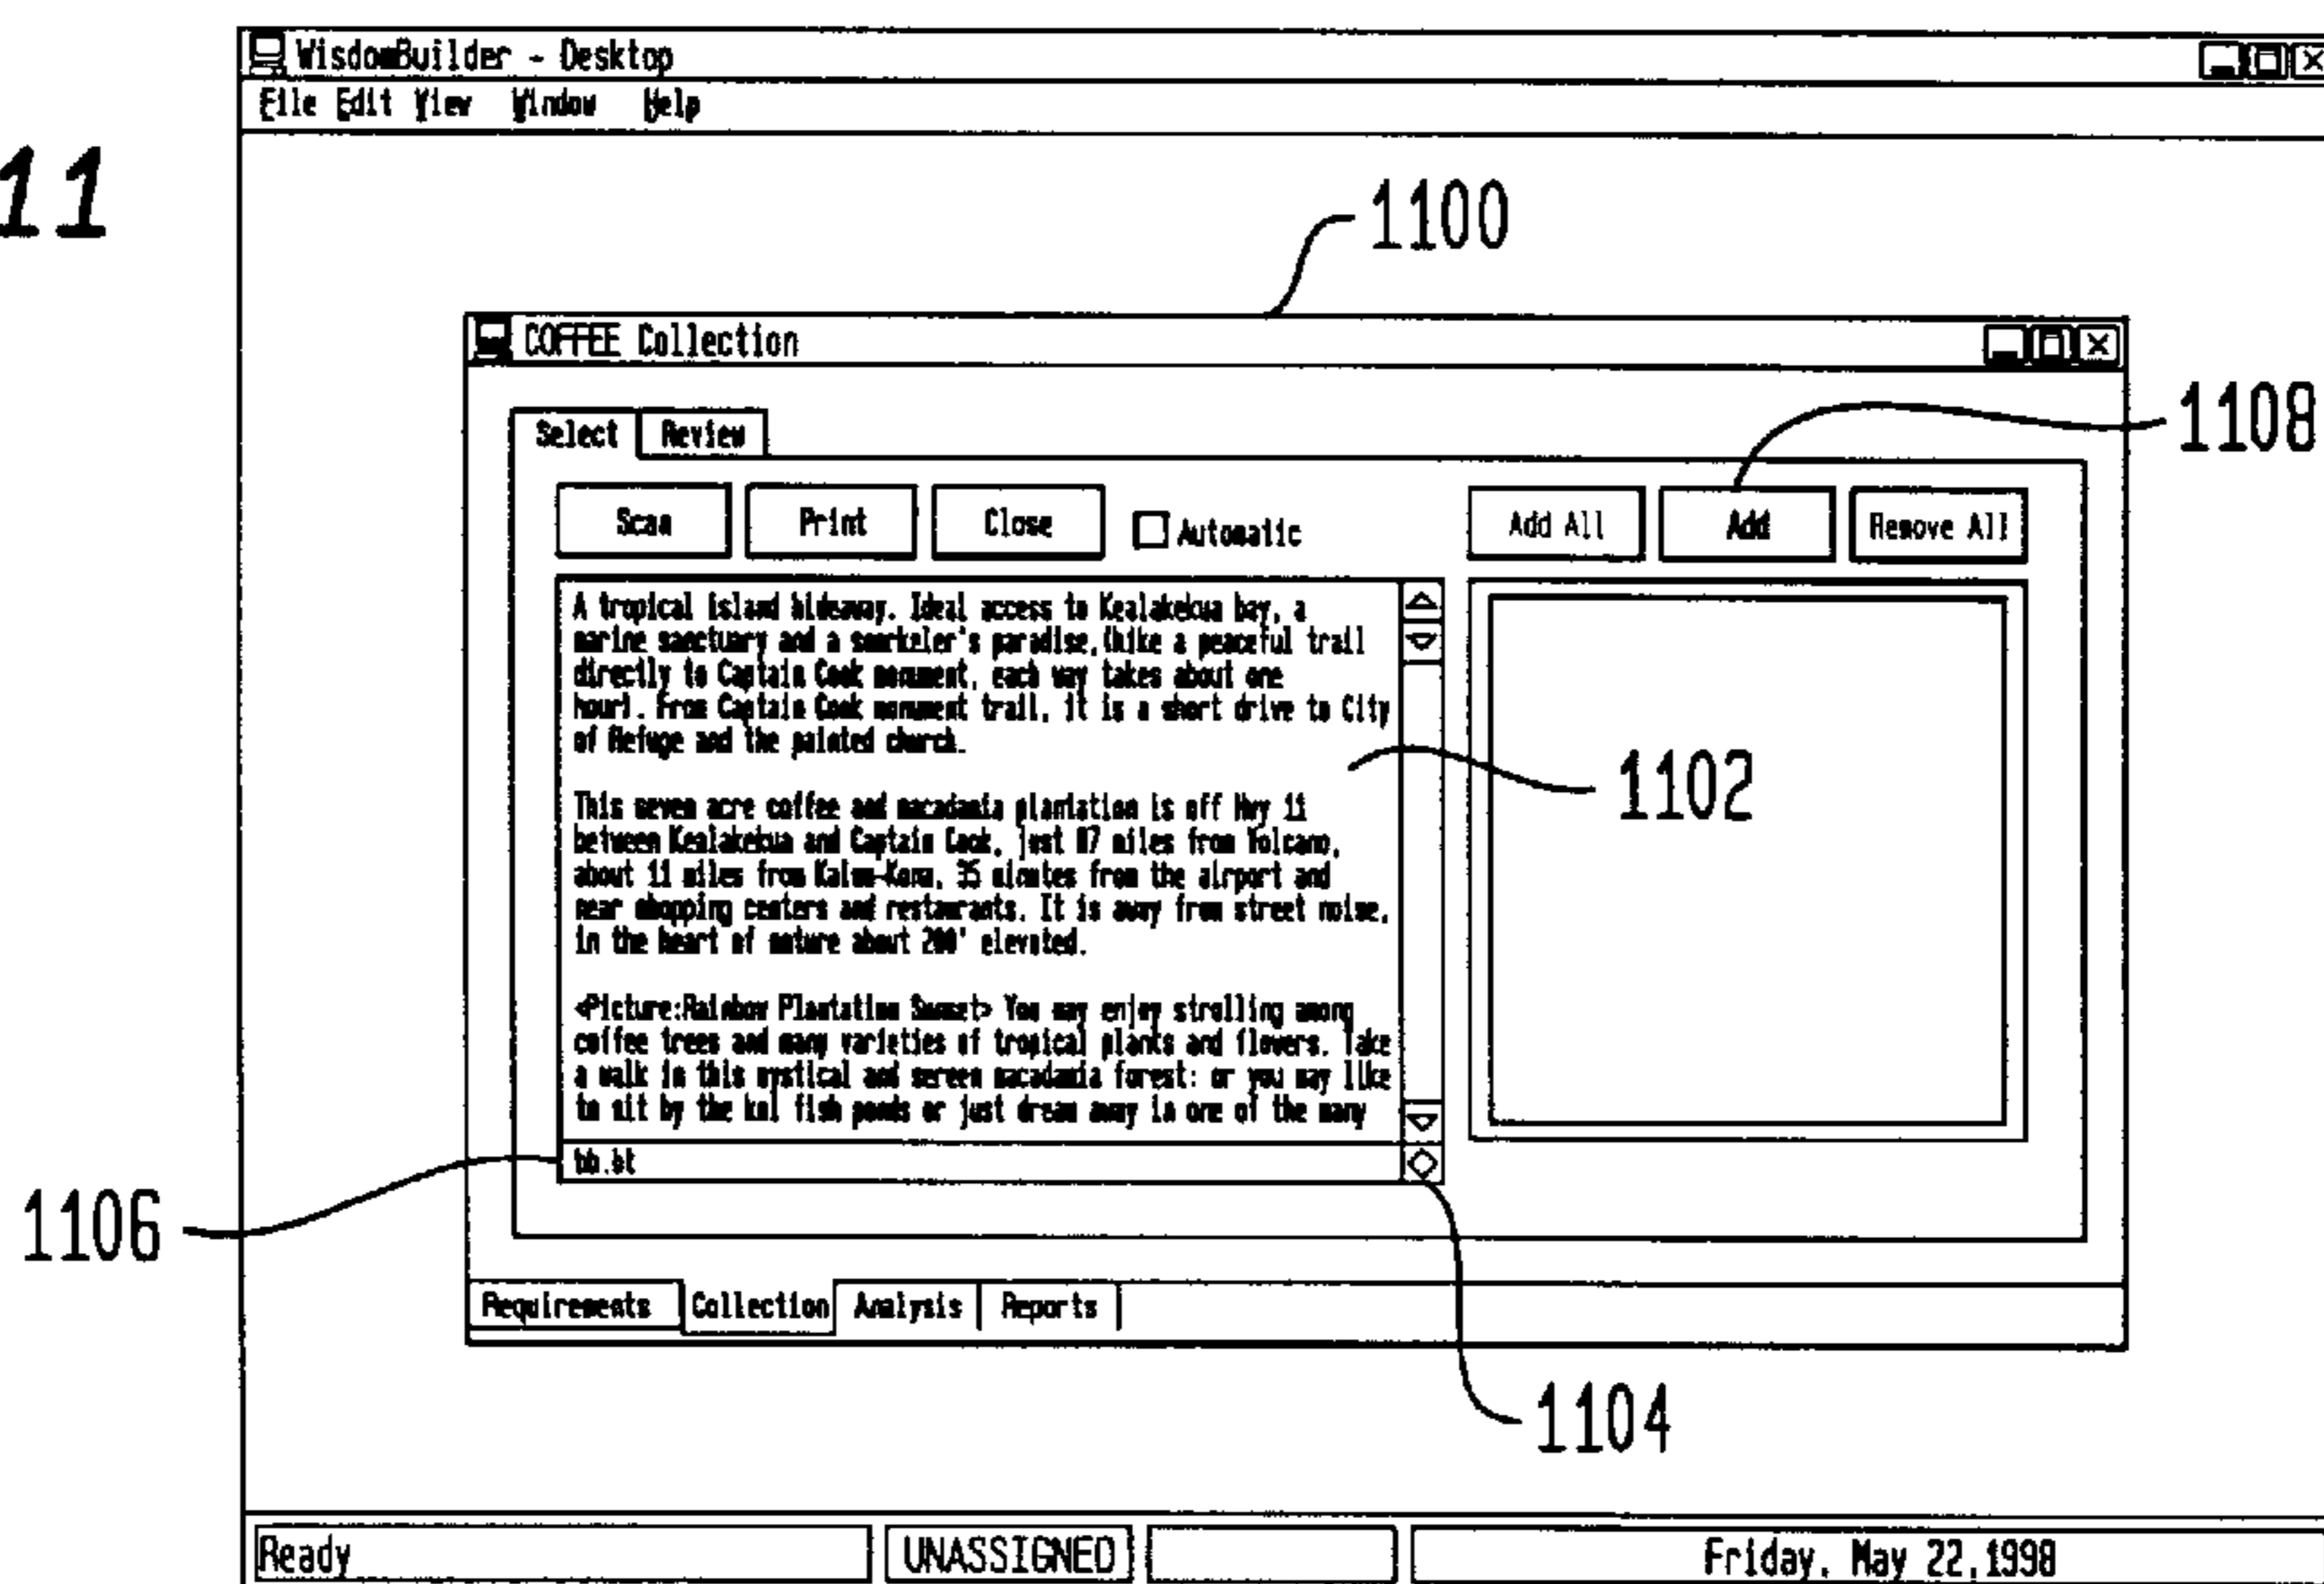 11
WisdomBuilder - Desktop
File Edit View Window Help
1100
COFFEE Collection
1108
Select Review
Scan Print Close Automatic Add All Add Remove All
A tropical island hideaway. Ideal access to Kealakekua bay, a
marine sanctuary and a snorkeler's paradise, (hike a peaceful trail
directly to Captain Cook monument, each way takes about one
hour). From Captain Cook monument trail, it is a short drive to City
of Refuge and the painted church.
1102
This seven acre coffee and macadamia plantation is off Hwy 11
between Kealakekua and Captain Cook, just 87 miles from Volcano,
about 11 miles from 35 minutes from the airport and
near shopping centers and restaurants. It is away from street noise,
in the heart of nature about 200' elevated.
<Picture:Rainbow Plantation Sunset> You may enjoy strolling among
coffee trees and many varieties of tropical plants and flowers. Take
a walk in this mystical and macadamia forest: or you may like
to sit by the koi fish ponds or just dream away in one of the many
1106
Requirements Collection Analysis Reports
1104
Ready UNASSIGNED Friday, May 22,1998